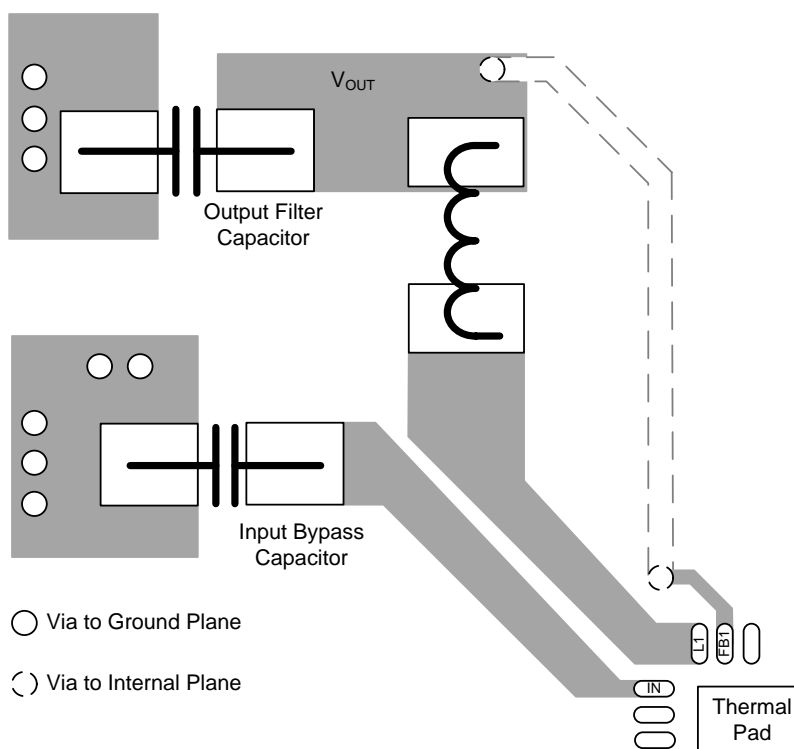 VOUT
Output Filter
Capacitor
Input Bypass
Capacitor
Via to Ground Plane
Via to Internal Plane
L1
FB1
IN
Thermal
Pad